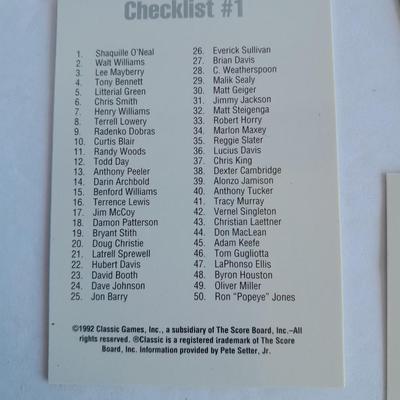 Checklist #1
1. Shaquille O'Neal
2. Walt Williams
3. Lee Mayberry
4. Tony Bennett
5. Litterial Green
6. Chris Smith
7. Henry Williams
8. Terrell Lowery
9. Radenko Dobras
10. Curtis Blair
11. Randy Woods
12. Todd Day
13. Anthony Peeler
14. Darin Archbold
15. Benford Williams
16. Terrence Lewis
17. Jim McCoy
18. Damon Patterson
19. Bryant Stith
20. Doug Christie
21. Latrell Sprewell
22. Hubert Davis
23. David Booth
24. Dave Johnson
25. Jon Barry
26. Everick Sullivan
27. Brian Davis
28. C. Weatherspoon
29. Malik Sealy
30. Matt Geiger
31. Jimmy Jackson
32. Matt Steigenga
33. Robert Horry
34. Marlon Maxey
35. Reggie Slater
36. Lucius Davis
37. Chris King
38. Dexter Cambridge
39. Alonzo Jamison
40. Anthony Tucker
41. Tracy Murray
42. Vernel Singleton
43. Christian Laettner
44. Don MacLean
45. Adam Keefe
46. Tom Gugliotta
47. LaPhonso Ellis
48. Byron Houston
49. Oliver Miller
50. Ron "Popeye" Jones
©1992 Classic Games, Inc., a subsidiary of The Score Board, Inc.–All
rights reserved. ®Classic is a registered trademark of The Score
Board, Inc. Information provided by Pete Setter, Jr.